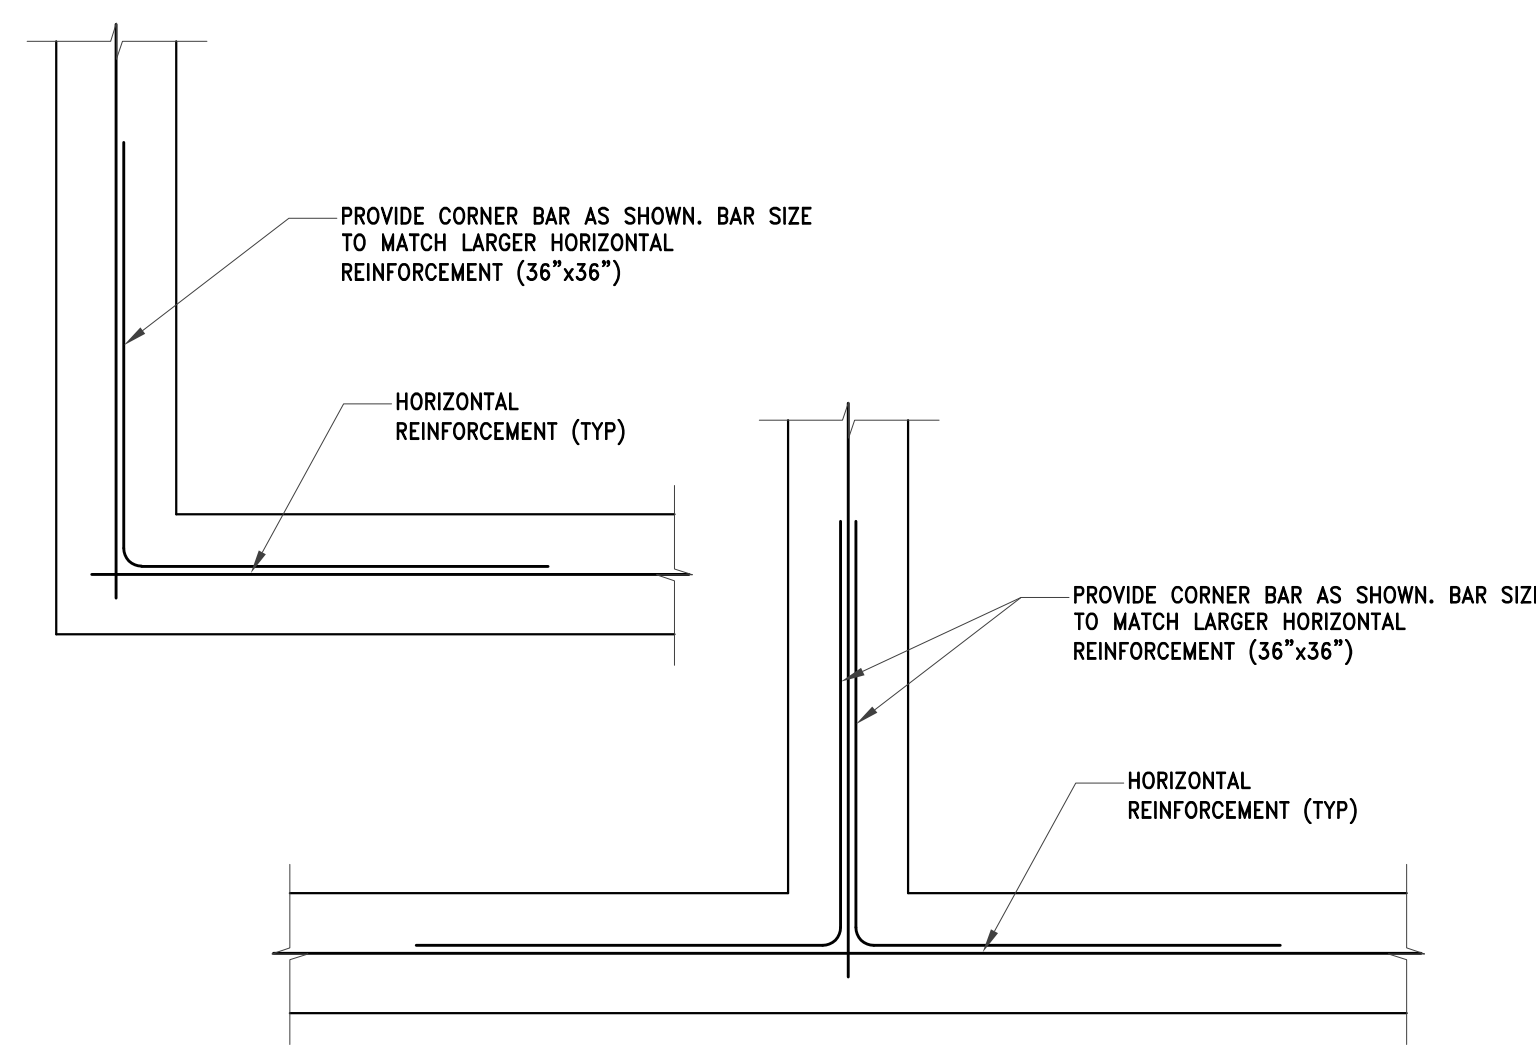 PROVIDE CORNER BAR AS SHOWN. BAR SIZE
TO MATCH LARGER HORIZONTAL
REINFORCEMENT (36”x36”)
HORIZONTAL
REINFORCEMENT (TYP)
PROVIDE CORNER BAR AS SHOWN. BAR
TO MATCH LARGER HORIZONTAL
REINFORCEMENT (36”x36”)
HORIZONTAL
REINFORCEMENT (TYP)